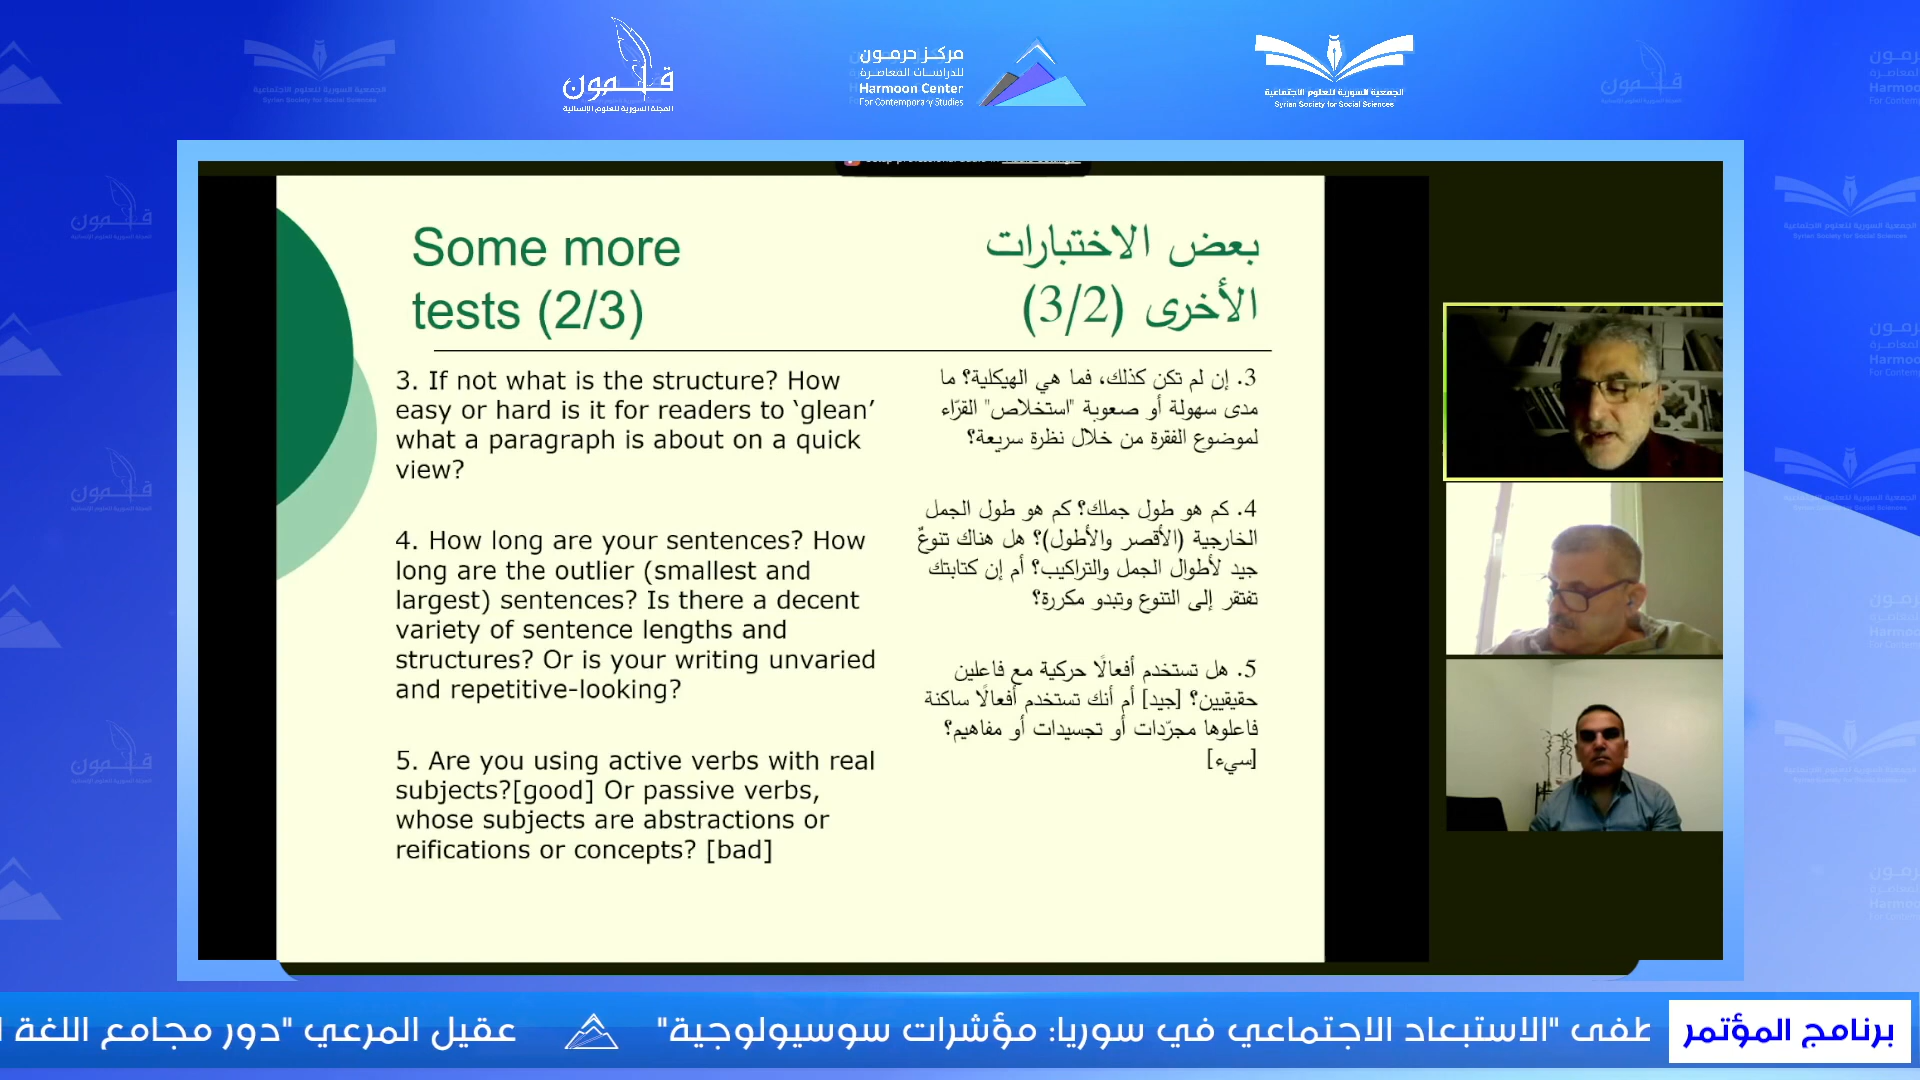 قلمون
المجلة السورية للعلوم الإنسانية
مركز حرمون
للدراسات المعاصرة
Harmoon Center
For Contemporary Studies
الجمعية السورية للعلوم الاجتماعية
Syrian Society for Social Sciences
Some more
tests (2/3)
بعض الاختبارات
الأخرى (3/2)
3. If not what is the structure? How
easy or hard is it for readers to ‘glean’
what a paragraph is about on a quick
view?
4. How long are your sentences? How
long are the outlier (smallest and
largest) sentences? Is there a decent
variety of sentence lengths and
structures? Or is your writing unvaried
and repetitive-looking?
5. Are you using active verbs with real
subjects?[good] Or passive verbs,
whose subjects are abstractions or
reifications or concepts? [bad]
3. إن لم تكن كذلك، فما هي الهيكلية؟ ما
مدى سهولة أو صعوبة "استخلاص" القرّاء
لموضوع الفقرة من خلال نظرة سريعة؟
4. كم هو طول جملك؟ كم هو طول الجمل
الخارجية (الأقصر والأطول)؟ هل هناك تنوعٌ
جيد لأطوال الجمل والتراكيب؟ أم إن كتابتك
تفتقر إلى التنوع وتبدو مكررة؟
5. هل تستخدم أفعالًا حركية مع فاعلين
حقيقيين؟ [جيد] أم أنك تستخدم أفعالًا ساكنة
فاعلوها مجرّدات أو تجسيدات أو مفاهيم؟
[سيء]
برنامج المؤتمر
طفى "الاستبعاد الاجتماعي في سوريا: مؤشرات سوسيولوجية"
عقيل المرعي "دور مجامع اللغة ا